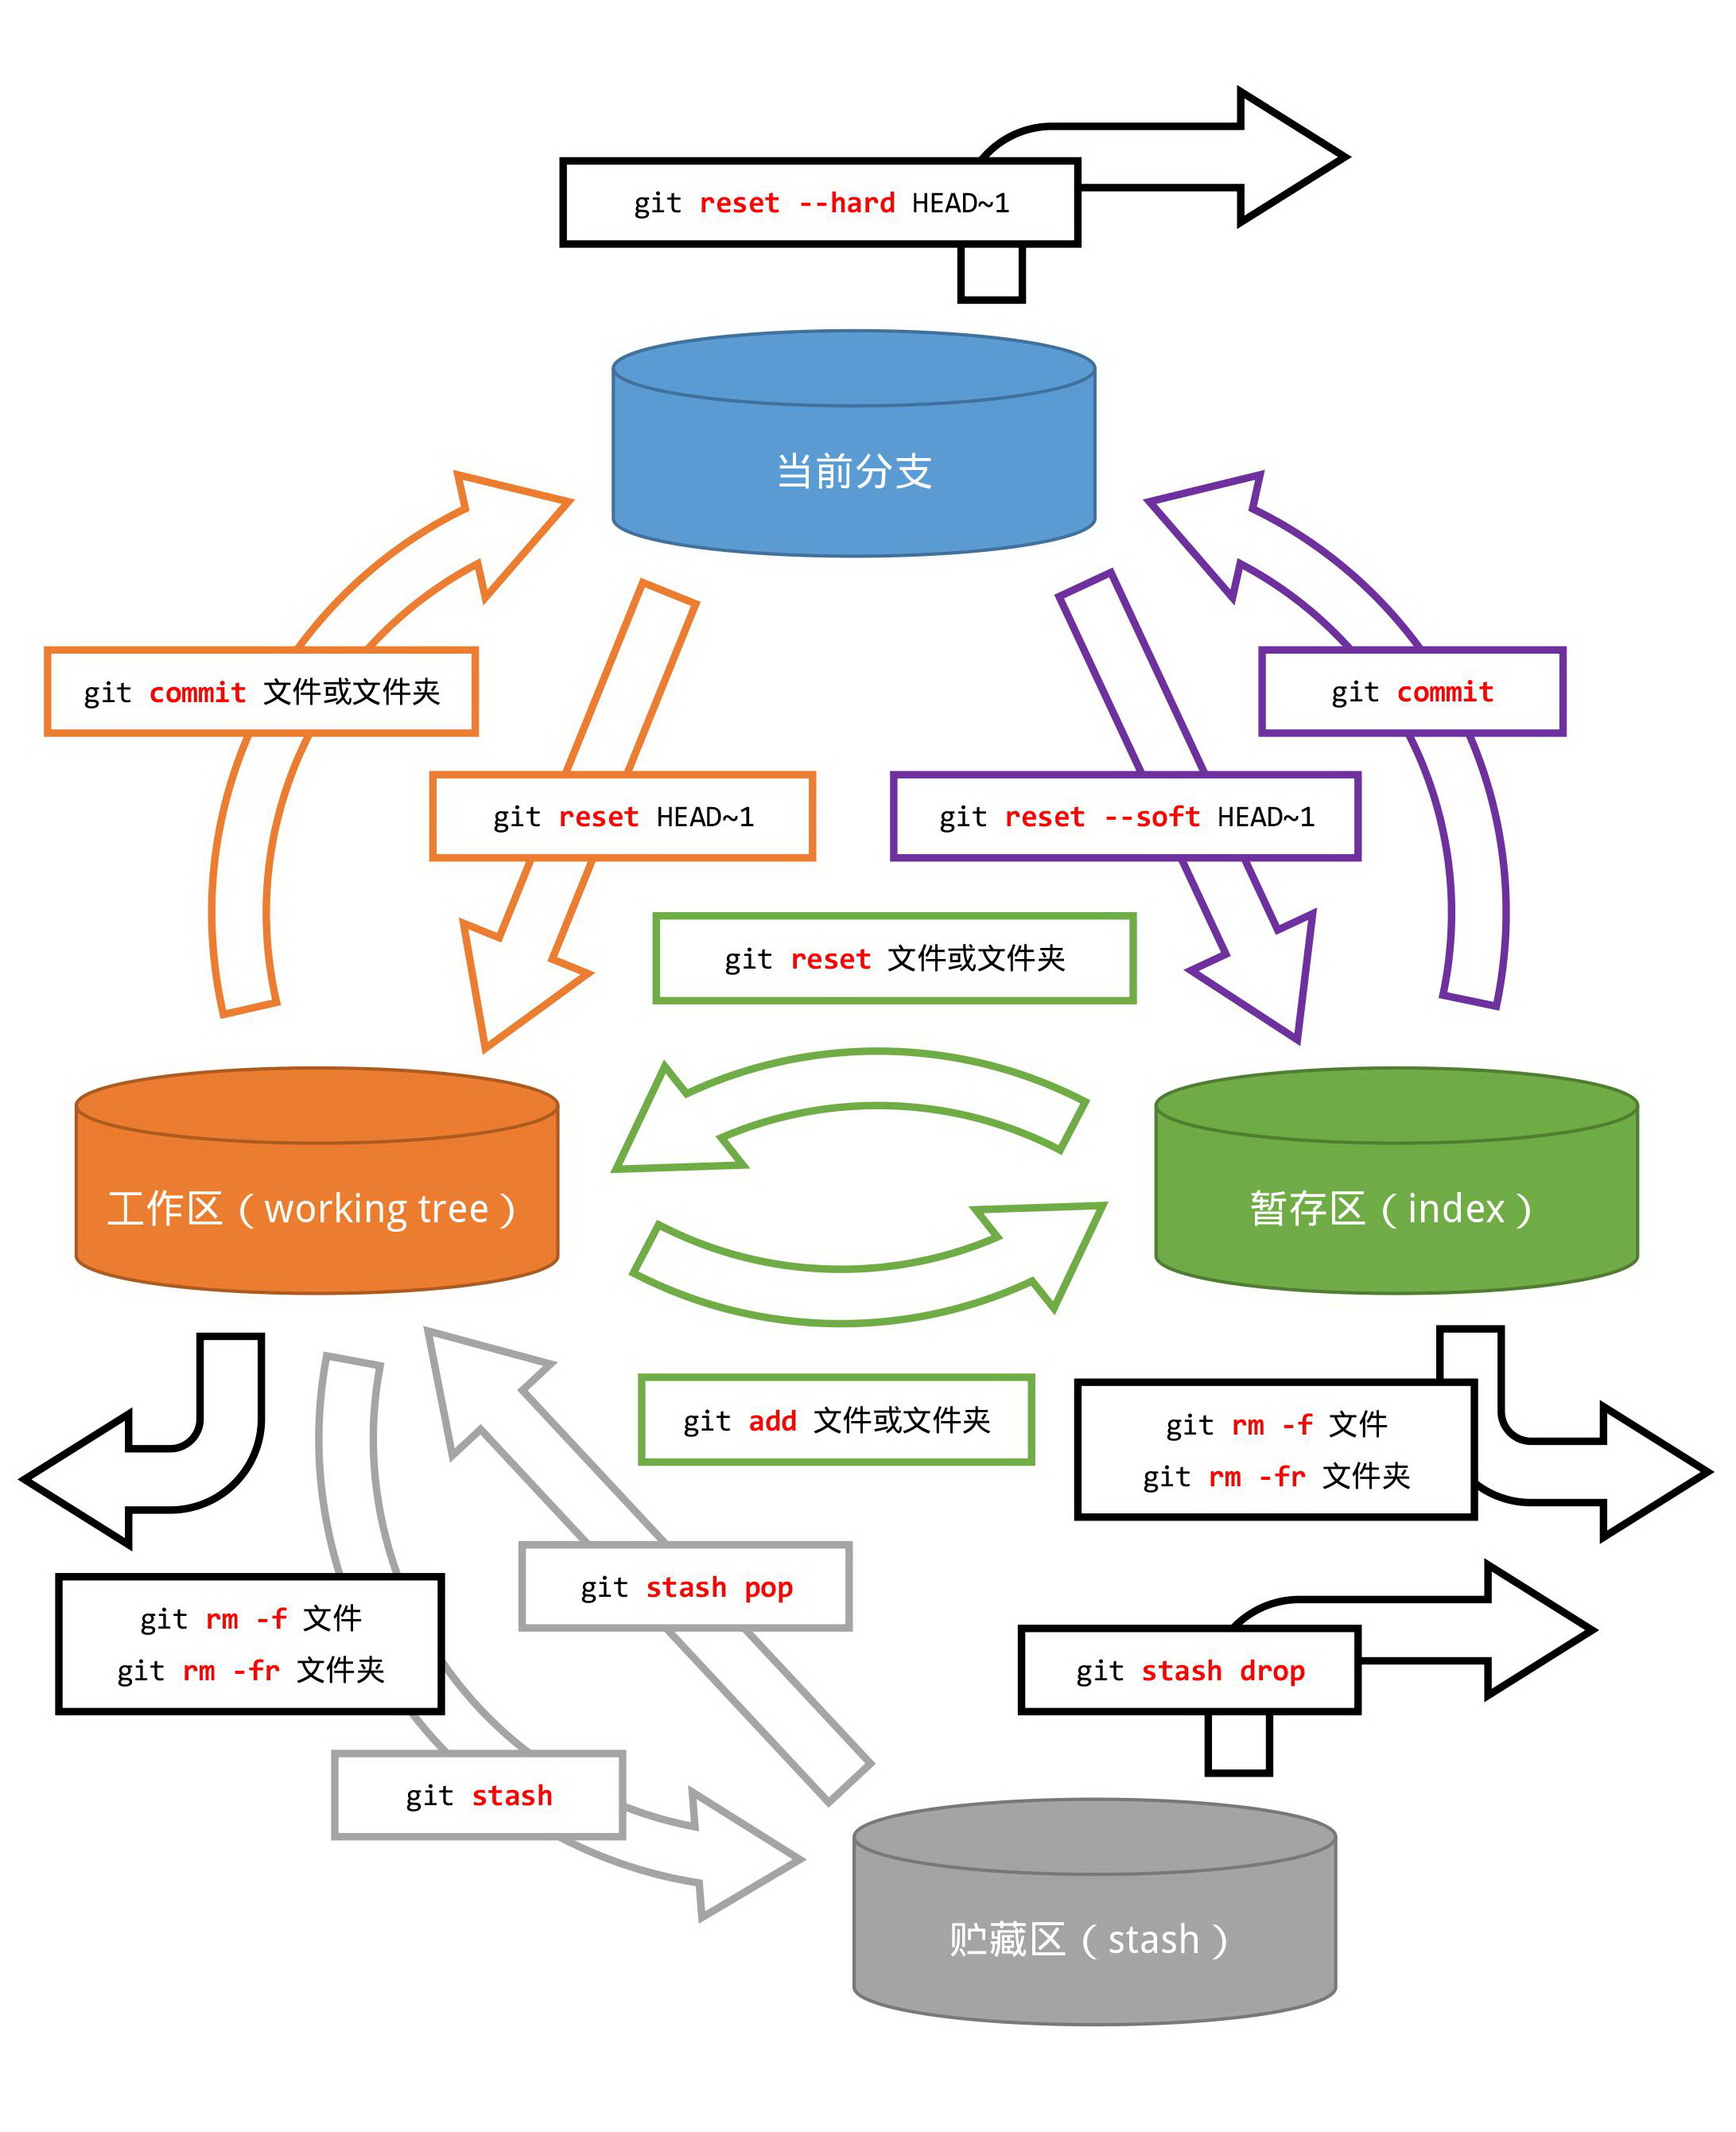 git reset --hard HEAD~1
当前分支
git commit 文件或文件夹
git commit
git reset HEAD~1
git reset --soft HEAD~1
git reset 文件或文件夹
工作区（working tree）
暂存区（index）
git add 文件或文件夹
git rm -f 文件
git rm -fr 文件夹
git stash pop
git rm -f 文件
git rm -fr 文件夹
git stash drop
git stash
贮藏区（stash）